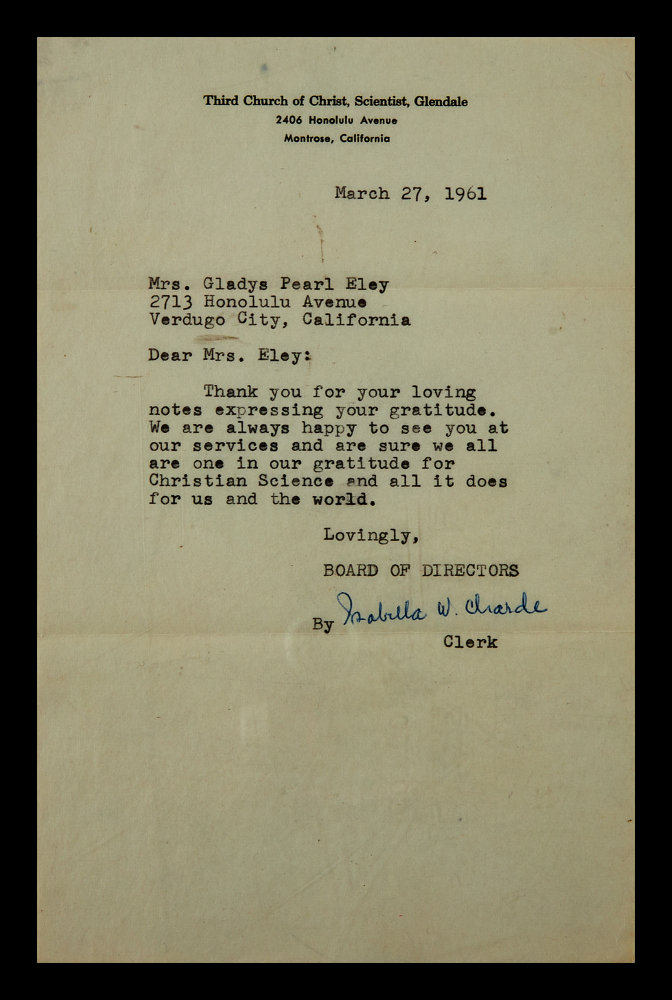 Third Church of Christ, Scientist, Glendale
2406 Honolulu Avenue
Montrose, California
March 27, 1961
Mrs. Gladys Pearl Eley
2713 Honolulu Avenue
Verdugo City, California
Dear Mrs. Eley:
Thank you for your loving
notes expressing your gratitude.
We are always happy to see you at
our services and are sure we all
are one in our gratitude for
Christian Science and all it does
for us and the world.
Lovingly,
BOARD OF DIRECTORS
By Isabella W. Charde
Clerk